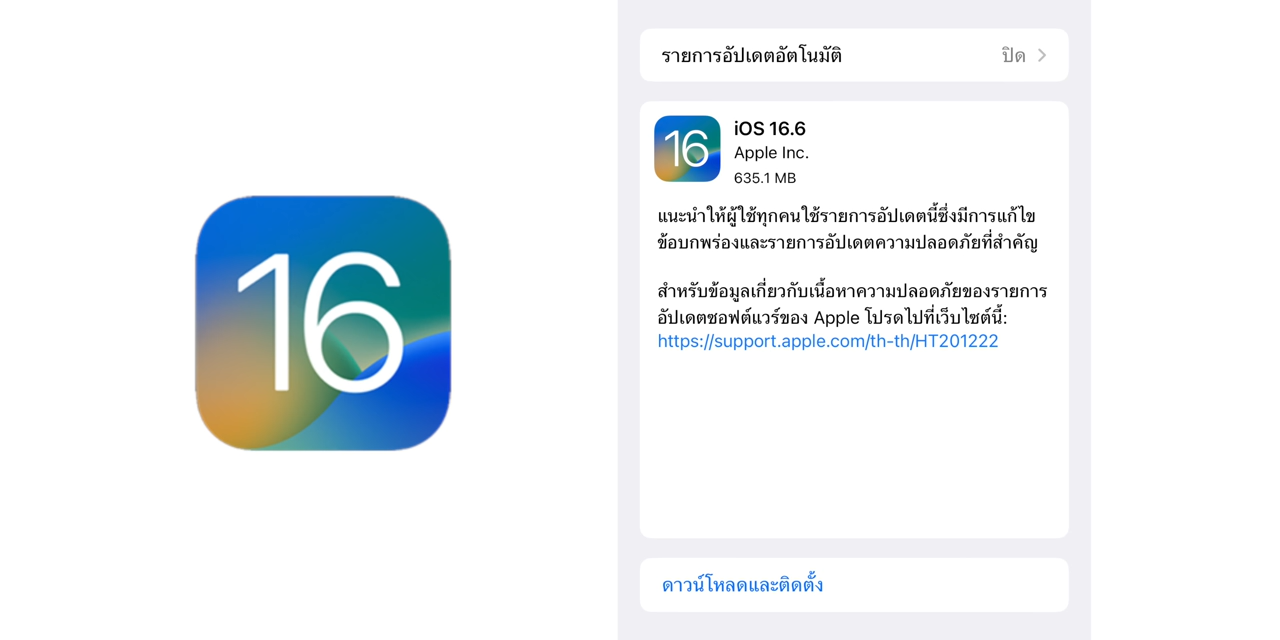 16
รายการอัปเดตอัตโนมัติ ปิด
16
iOS 16.6
Apple Inc.
635.1 MB
แนะนำให้ผู้ใช้ทุกคนใช้รายการอัปเดตนี้ซึ่งมีการแก้ไข
ข้อบกพร่องและรายการอัปเดตความปลอดภัยที่สำคัญ
สำหรับข้อมูลเกี่ยวกับเนื้อหาความปลอดภัยของรายการ
อัปเดตซอฟต์แวร์ของ Apple โปรดไปที่เว็บไซต์นี้:
https://support.apple.com/th-th/HT201222
ดาวน์โหลดและติดตั้ง